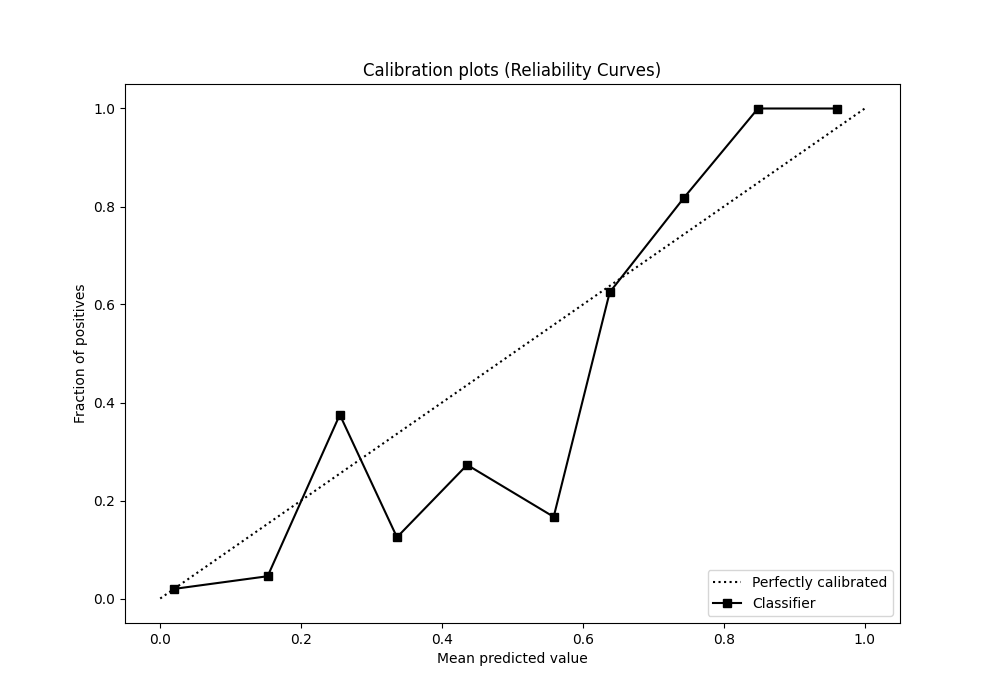 Calibration plots (Reliability Curves)
1.0
0.8
0.6
0.4
0.2
0.0
Fraction of positives
0.0 0.2 0.4 0.6 0.8 1.0
Mean predicted value
Perfectly calibrated
Classifier